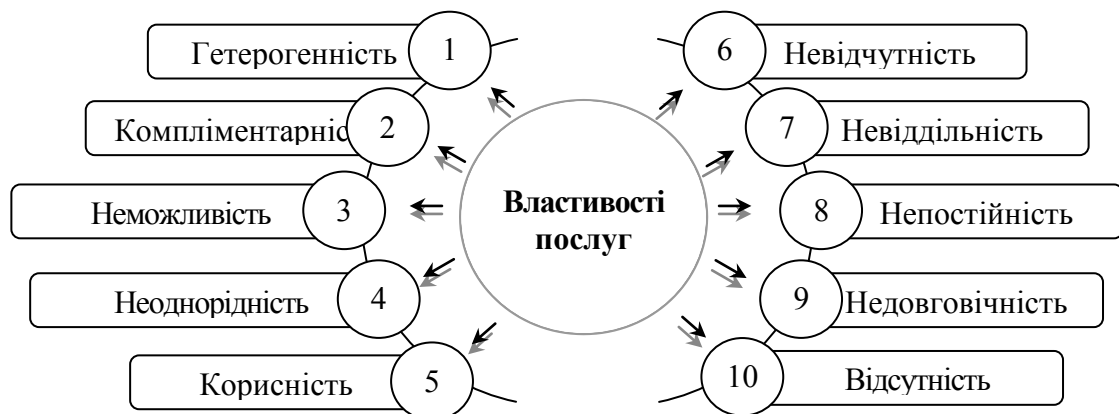 Гетерогенність
1
Компліментарніс
2
Неможливість
3
Неоднорідність
4
Корисність
5
Властивості
послуг
6
Невідчутність
7
Невіддільність
8
Непостійність
9
Недовговічність
10
Відсутність